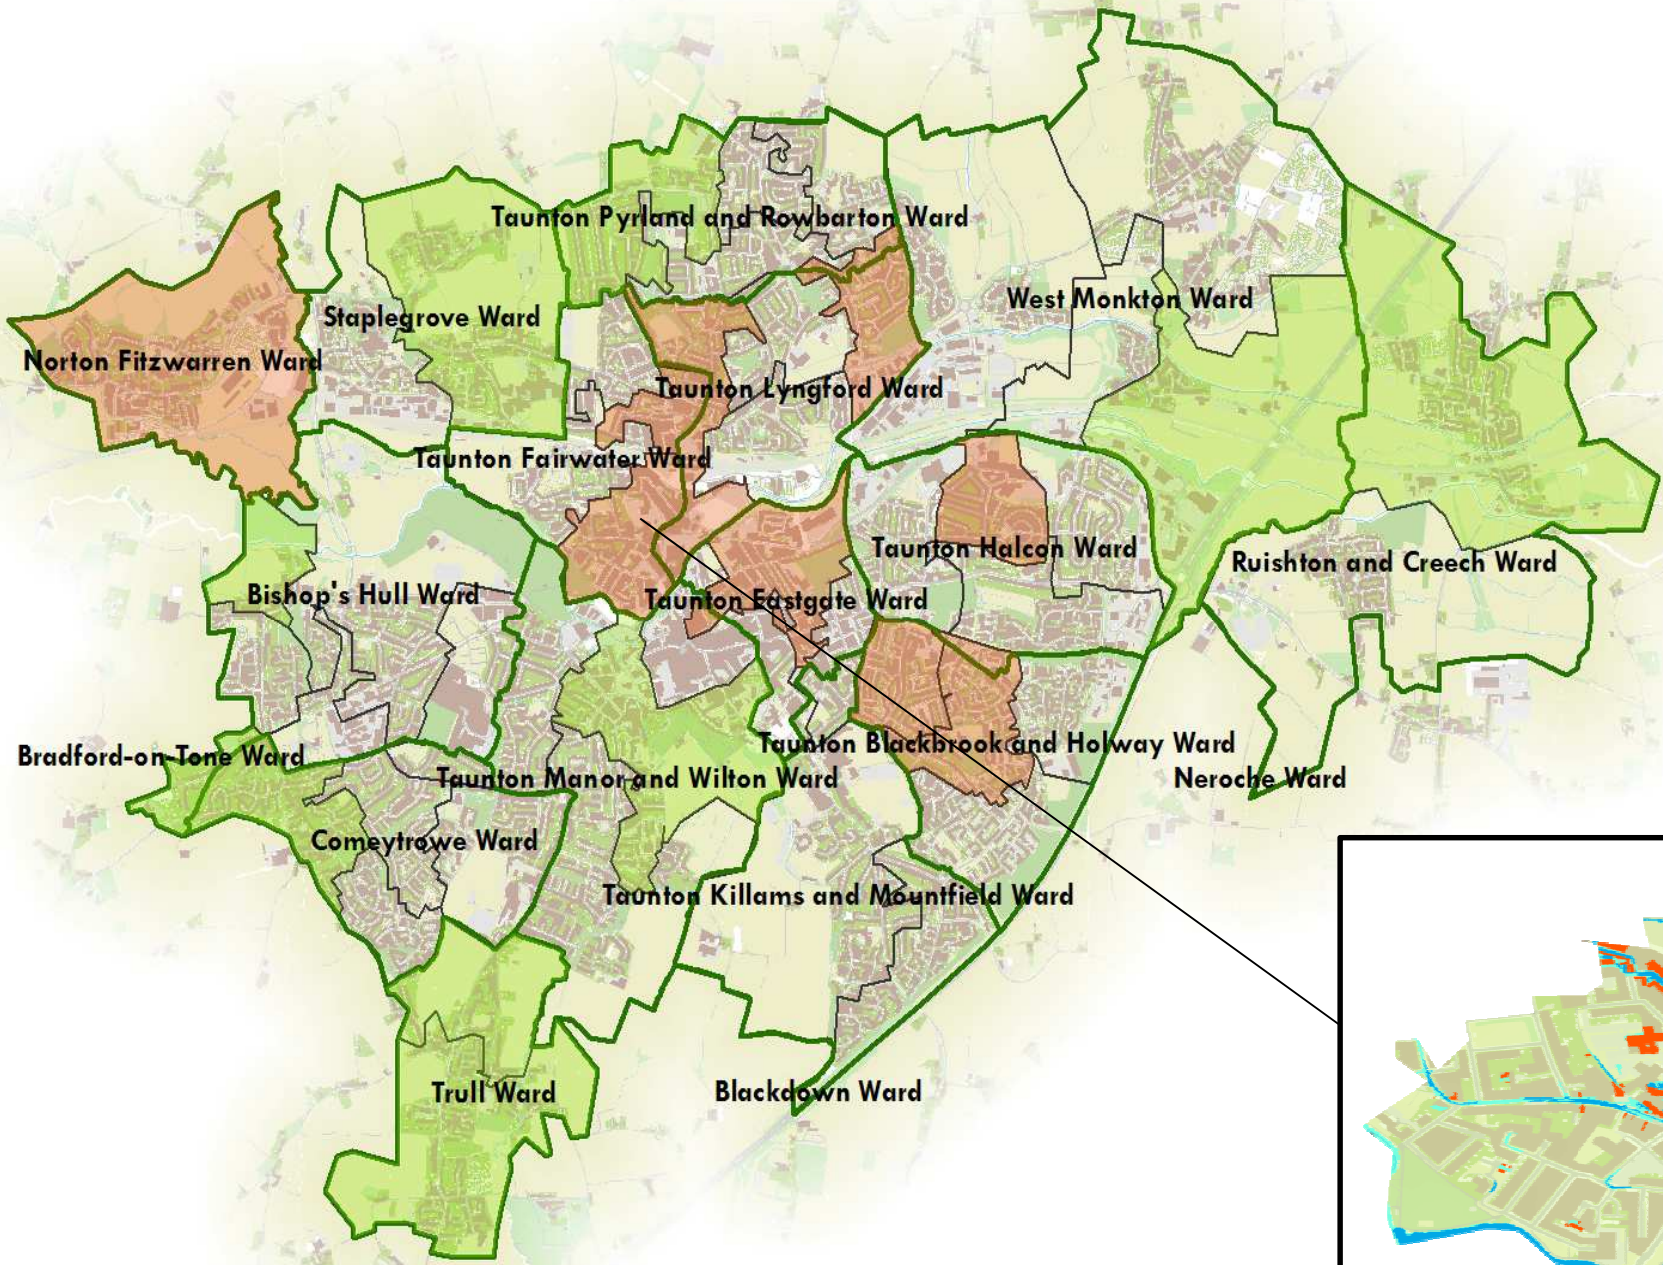 Taunton Pyrland and Rowbarton Ward
West Monkton Ward
Staplegrove Ward
Norton Fitzwarren Ward
Taunton Lyngford Ward
Taunton Fairwater Ward
Taunton Halcon Ward
Ruishton and Creech Ward
Bishop's Hull Ward
Taunton Eastgate Ward
Taunton Blackbrook and Holway Ward
Bradford-on-Tone Ward
Taunton Manor and Wilton Ward
Neroche Ward
Comeytrowe Ward
Taunton Killams and Mountfield Ward
Trull Ward
Blackdown Ward